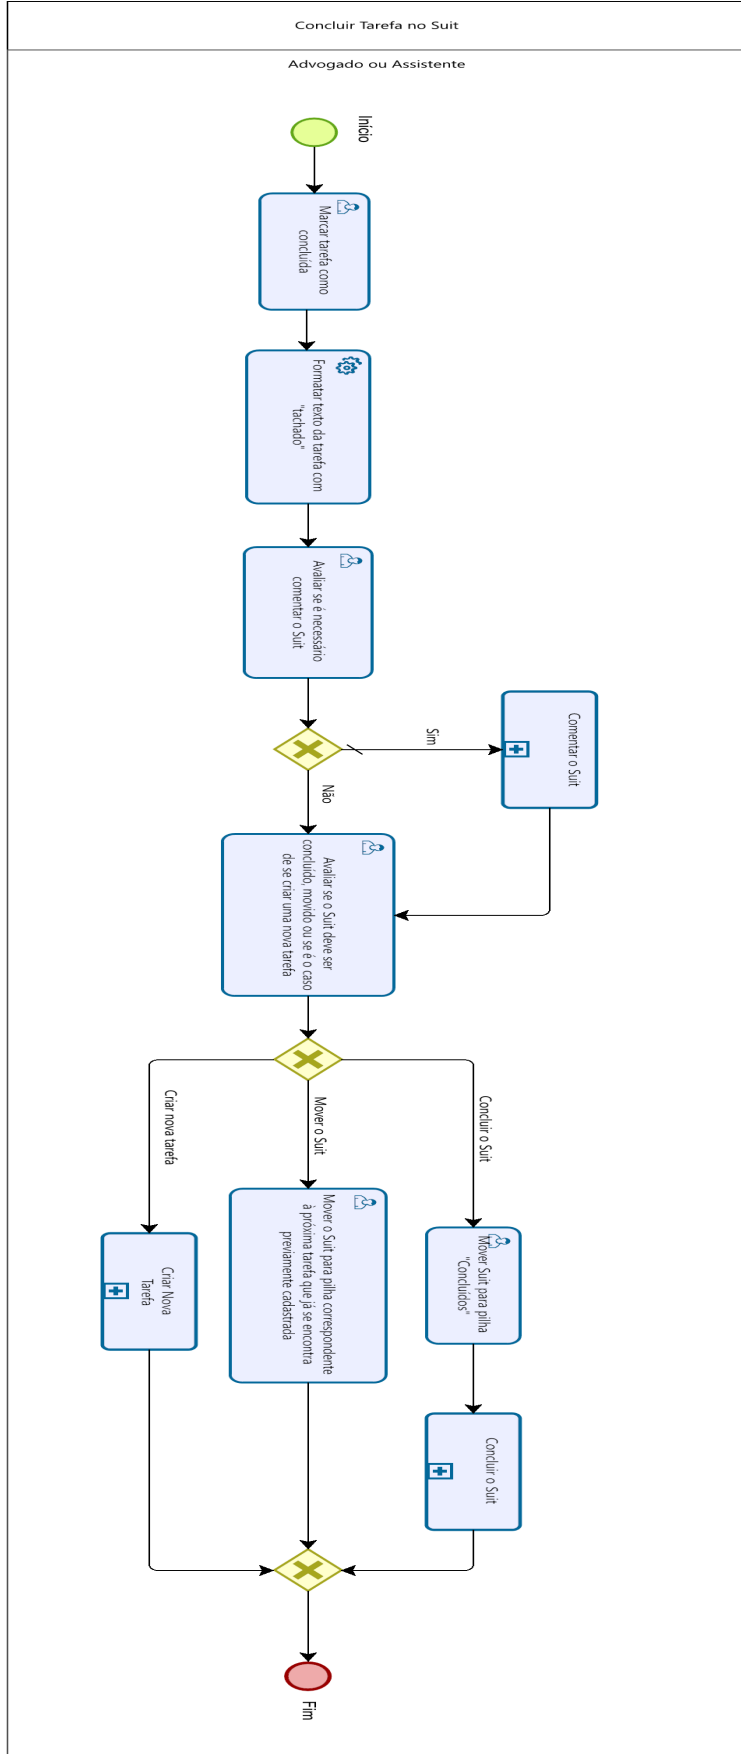 Concluir Tarefa no Suit
Advogado ou Assistente
Início
Marcar tarefa como
concluída
Formatar texto da tarefa com
"tachado"
Avaliar se é necessário
comentar o Suit
Sim
Comentar o Suit
Não
Avaliar se o Suit deve ser
concluído, movido ou se é o caso
de se criar uma nova tarefa
Concluir o Suit
Mover o Suit
Criar nova tarefa
Mover Suit para pilha
"Concluídos"
Mover o Suit para pilha correspondente
à próxima tarefa que já se encontra
previamente cadastrada
Criar Nova
Tarefa
Concluir o Suit
Fim